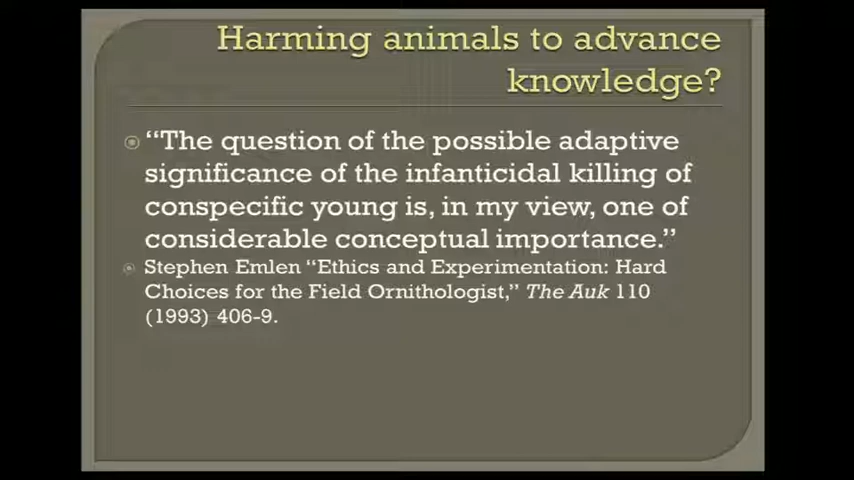 Harming animals to advance
knowledge?
“The question of the possible adaptive
significance of the infanticidal killing of
conspecific young is, in my view, one of
considerable conceptual importance.”
Stephen Emlen “Ethics and Experimentation: Hard
Choices for the Field Ornithologist,” The Auk 110
(1993) 406-9.